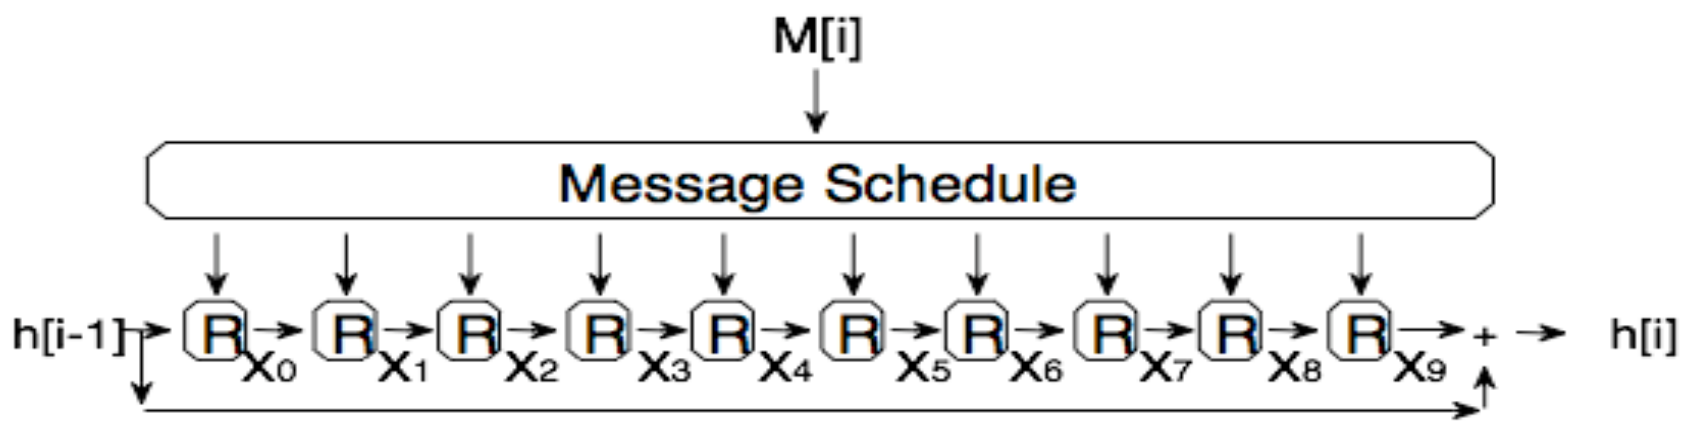 M[i]
Message Schedule
h[i-1] R R R R R R R R R R + h[i]
X0 X1 X2 X3 X4 X5 X6 X7 X8 X9